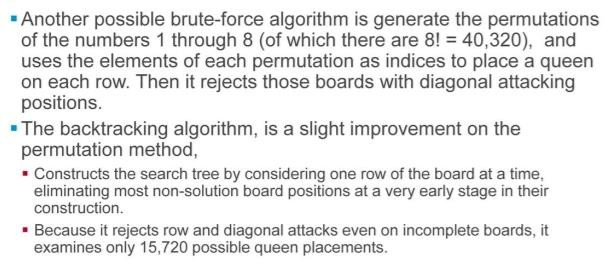 Another possible brute-force algorithm is generate the permutations
of the numbers 1 through 8 (of which there are 8! = 40,320), and
uses the elements of each permutation as indices to place a queen
on each row. Then it rejects those boards with diagonal attacking
positions.
The backtracking algorithm, is a slight improvement on the
permutation method,
Constructs the search tree by considering one row of the board at a time,
eliminating most non-solution board positions at a very early stage in their
construction.
Because it rejects row and diagonal attacks even on incomplete boards, it
examines only 15,720 possible queen placements.